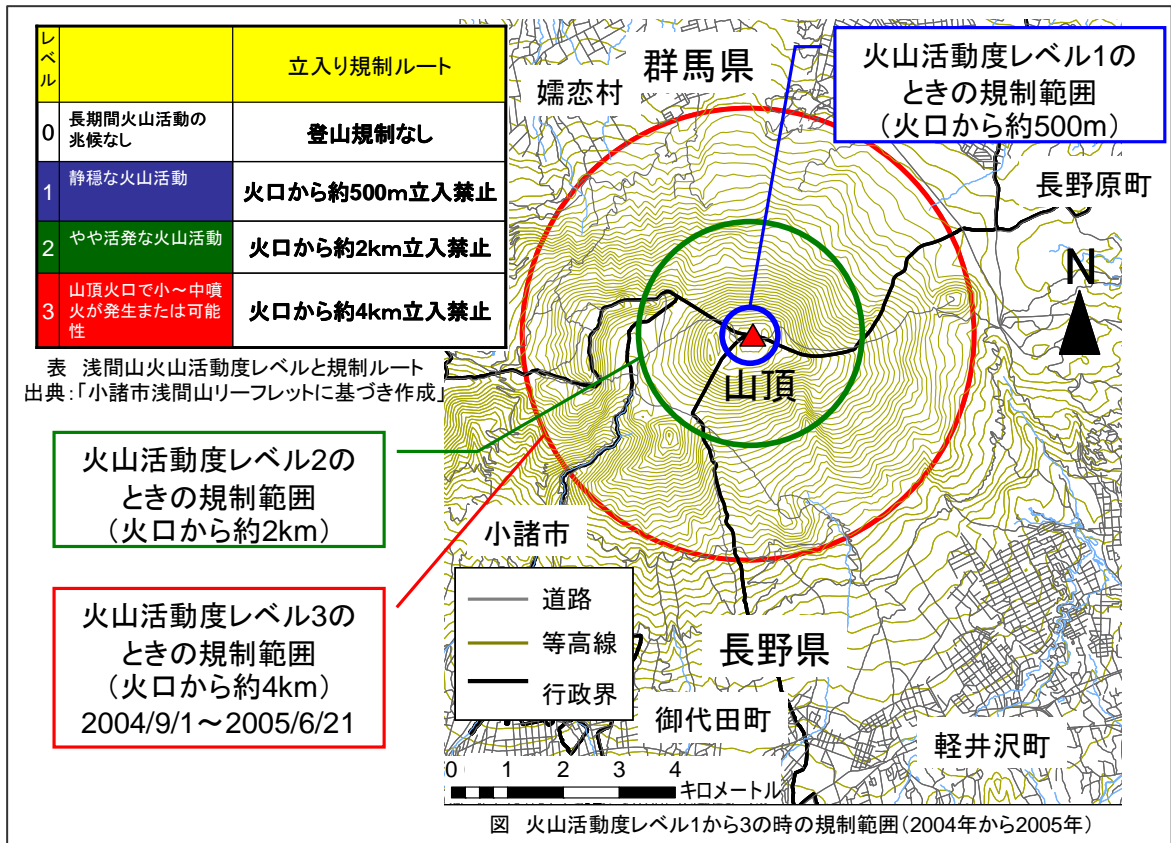 レベル
立入り規制ルート
0
長期間火山活動の
兆候なし
登山規制なし
1
静穏な火山活動
火口から約500m立入禁止
2
やや活発な火山活動
火口から約2km立入禁止
3
山頂火口で小～中噴
火が発生または可能
性
火口から約4km立入禁止
表 浅間山火山活動度レベルと規制ルート
出典:「小諸市浅間山リーフレットに基づき作成」
火山活動度レベル1の
ときの規制範囲
(火口から約500m)
群馬県
嬬恋村
長野原町
N
山頂
火山活動度レベル2の
ときの規制範囲
(火口から約2km)
小諸市
火山活動度レベル3の
ときの規制範囲
(火口から約4km)
2004/9/1～2005/6/21
道路
等高線
行政界
長野県
御代田町
軽井沢町
0 1 2 3 4
キロメートル
図 火山活動度レベル1から3の時の規制範囲(2004年から2005年)